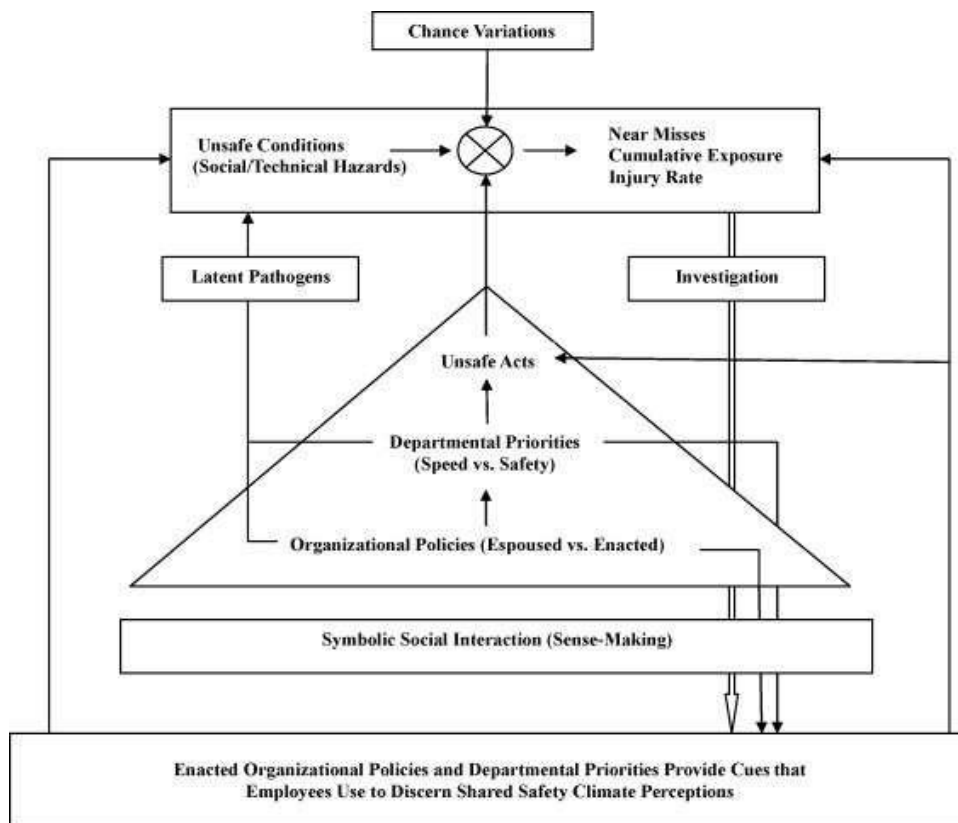 Chance Variations
Unsafe Conditions
(Social/Technical Hazards)
Near Misses
Cumulative Exposure
Injury Rate
Latent Pathogens
Investigation
Unsafe Acts
Departmental Priorities
(Speed vs. Safety)
Organizational Policies (Espoused vs. Enacted)
Symbolic Social Interaction (Sense-Making)
Enacted Organizational Policies and Departmental Priorities Provide Cues that
Employees Use to Discern Shared Safety Climate Perceptions